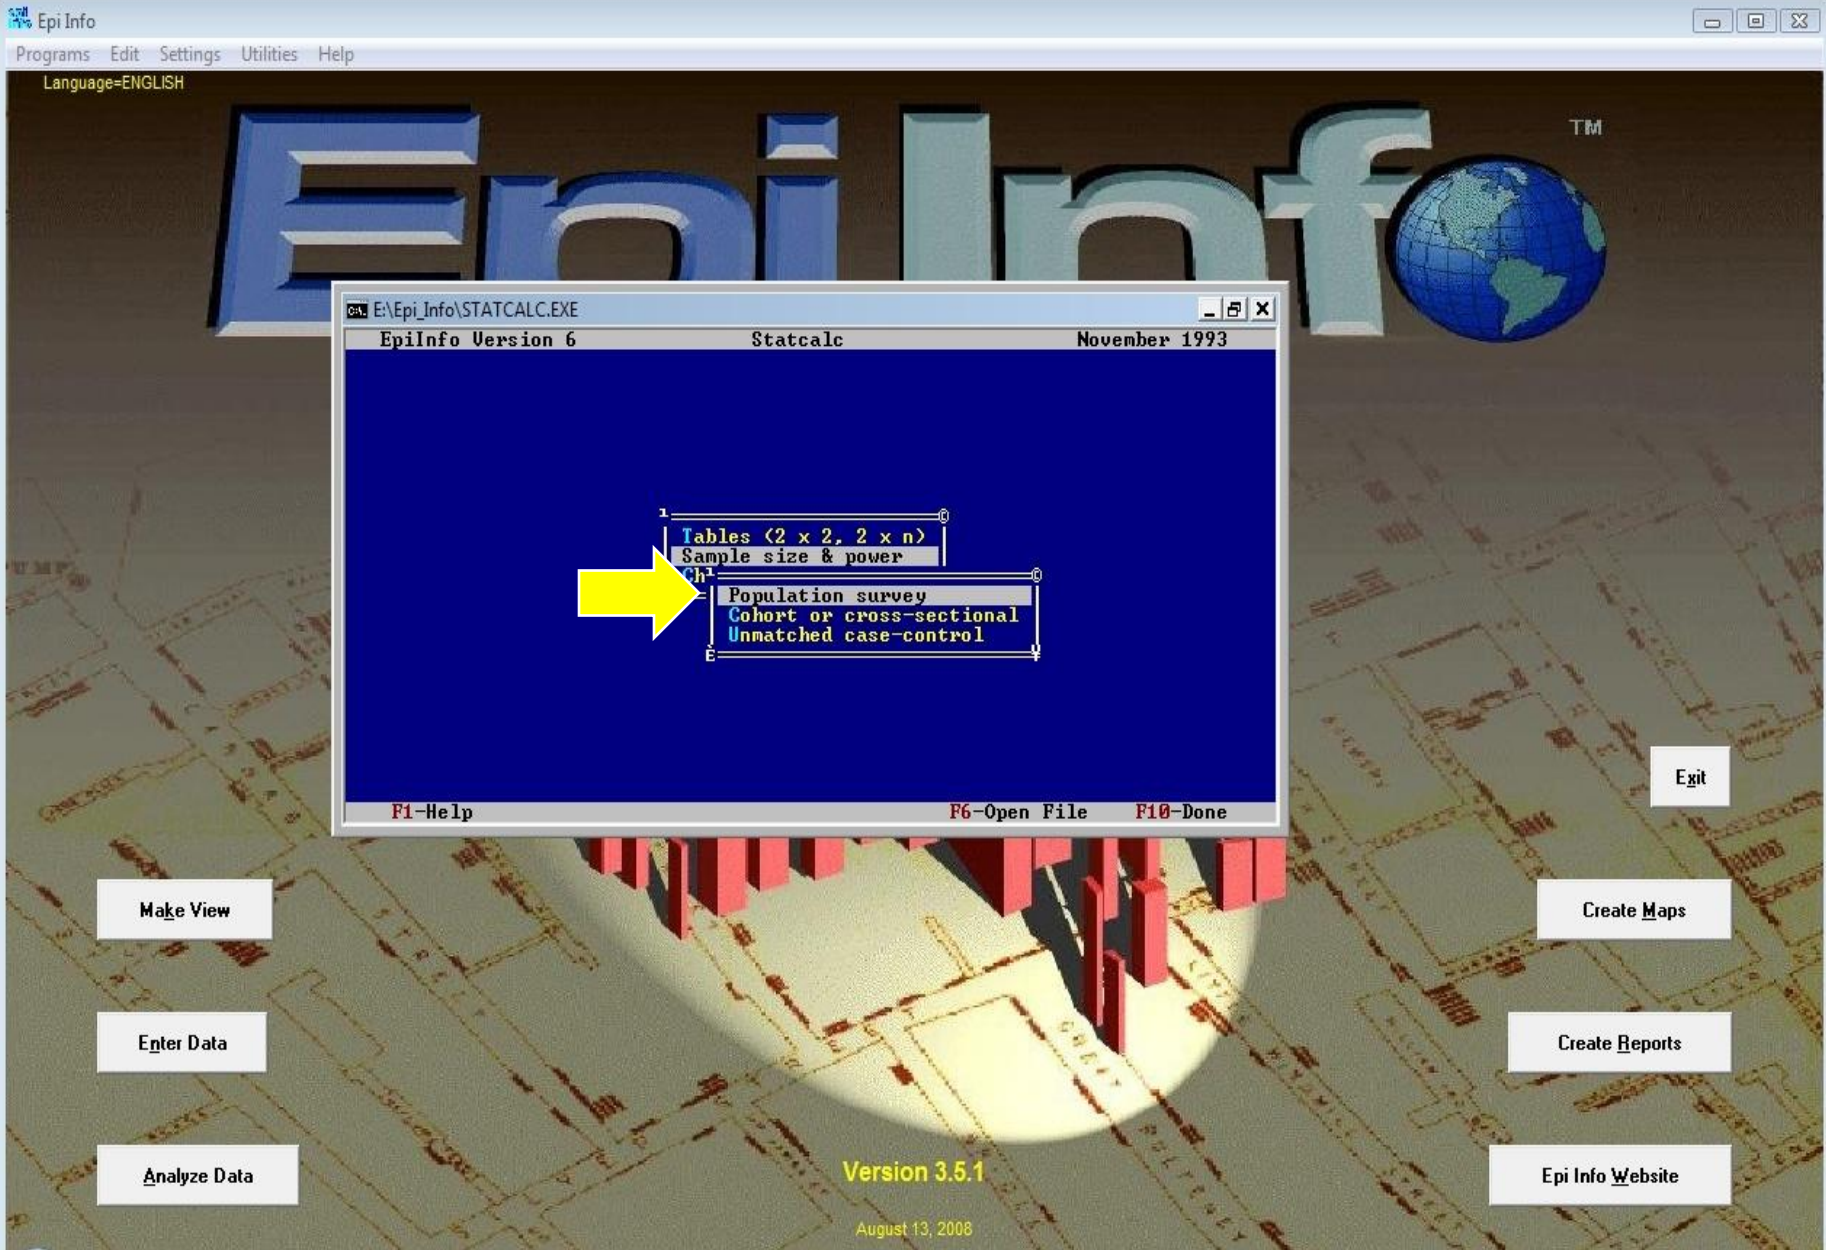 Epi Info
Programs Edit Settings Utilities Help
Language=ENGLISH
Epi Info TM
E:\Epi_Info\STATCALC.EXE
EpiInfo Version 6 Statcalc November 1993
Tables (2 x 2, 2 x n)
Sample size & power
Ch
Population survey
Cohort or cross-sectional
Unmatched case-control
F1-Help F6-Open File F10-Done
Exit
Make View
Create Maps
Enter Data
Create Reports
Analyze Data
Version 3.5.1
Epi Info Website
August 13, 2008